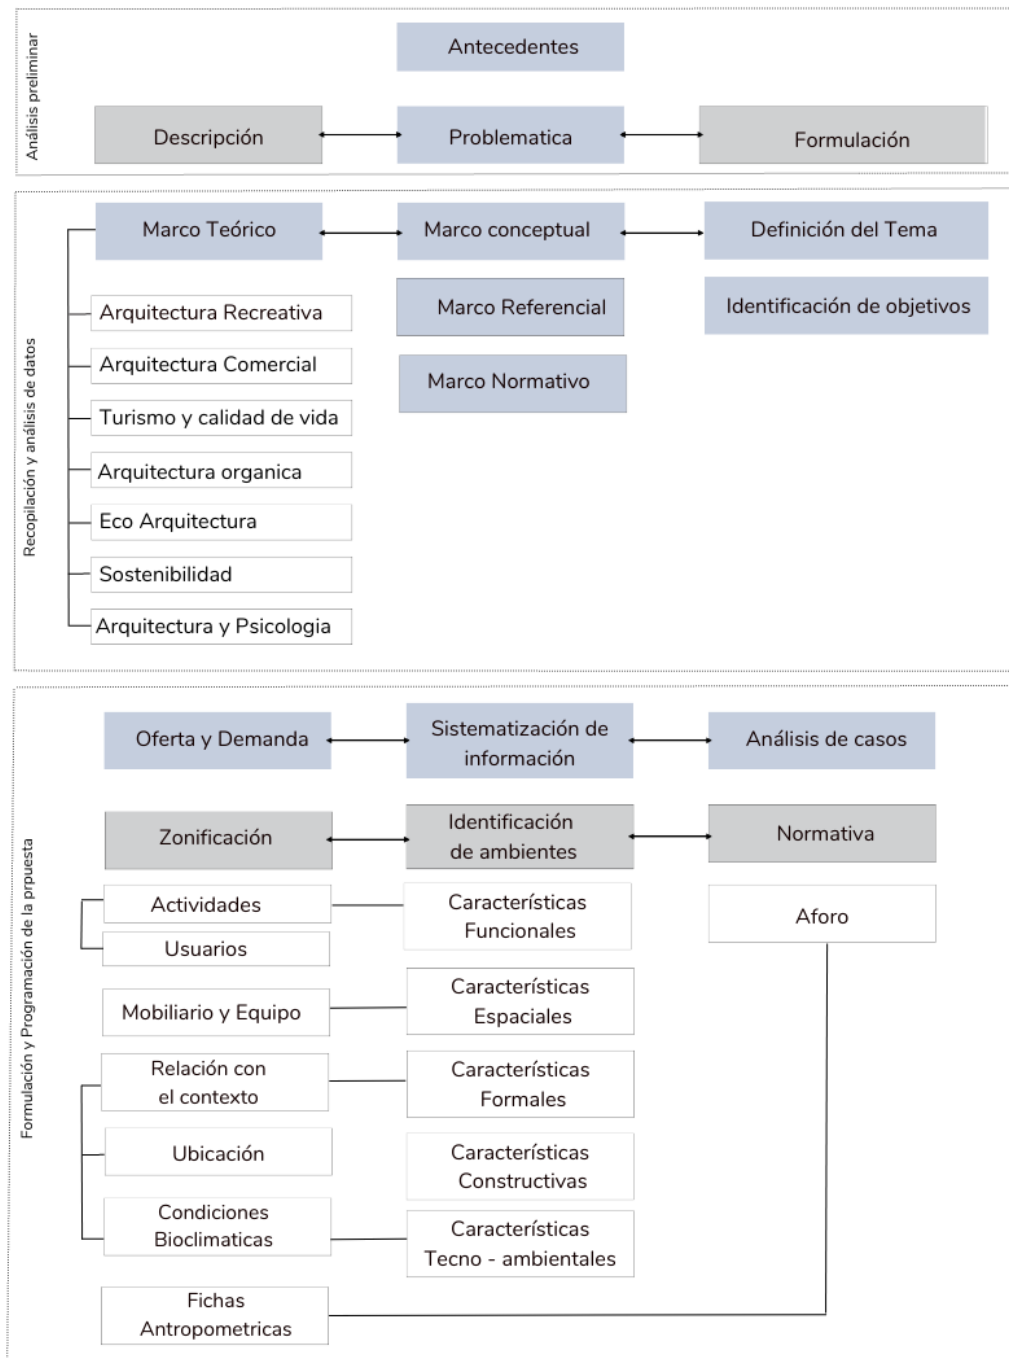 Análisis preliminar
Antecedentes
Descripción
Problematica
Formulación
Recopilación y análisis de datos
Marco Teórico
Marco conceptual
Definición del Tema
Arquitectura Recreativa
Marco Referencial
Identificación de objetivos
Arquitectura Comercial
Marco Normativo
Turismo y calidad de vida
Arquitectura organica
Eco Arquitectura
Sostenibilidad
Arquitectura y Psicologia
Formulación y Programación de la prpuesta
Oferta y Demanda
Sistematización de
información
Análisis de casos
Zonificación
Identificación
de ambientes
Normativa
Actividades
Características
Funcionales
Aforo
Usuarios
Mobiliario y Equipo
Características
Espaciales
Relación con
el contexto
Características
Formales
Ubicación
Características
Constructivas
Condiciones
Bioclimaticas
Características
Tecno - ambientales
Fichas
Antropometricas